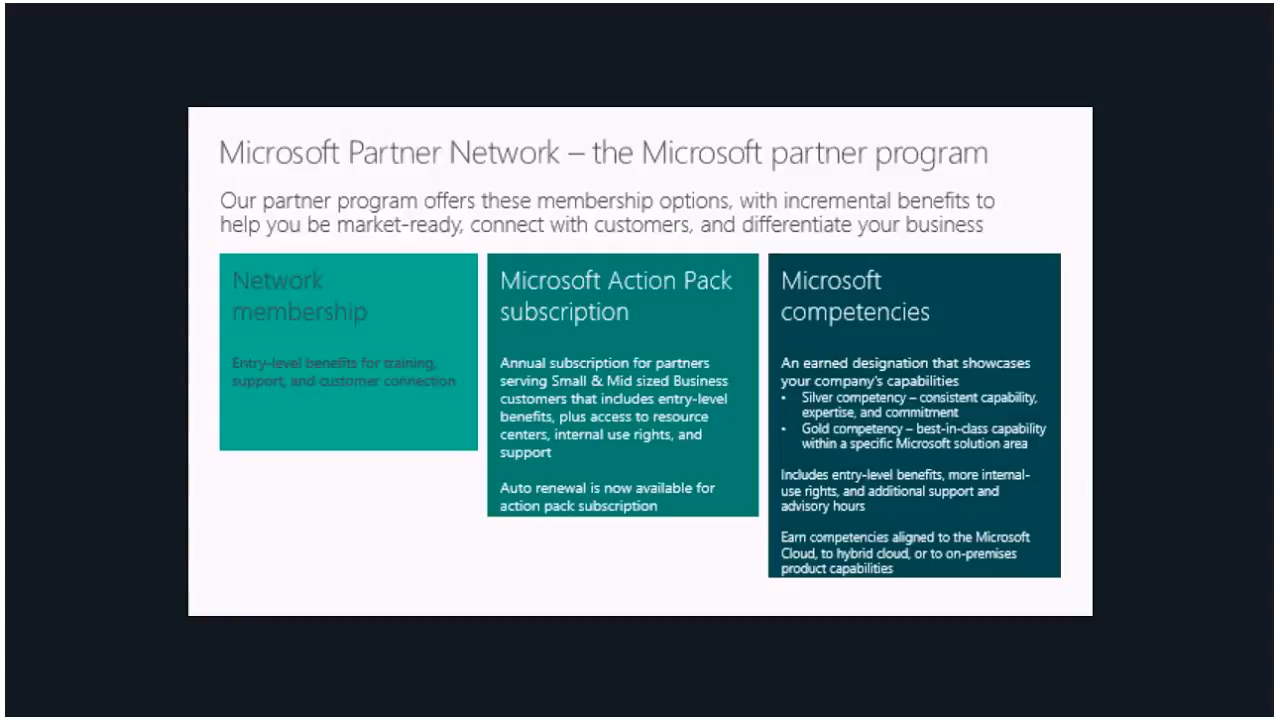 Microsoft Partner Network – the Microsoft partner program
Our partner program offers these membership options, with incremental benefits to
help you be market-ready, connect with customers, and differentiate your business
Network
membership
Entry-level benefits for training,
support, and customer connection
Microsoft Action Pack
subscription
Annual subscription for partners
serving Small & Mid sized Business
customers that includes entry-level
benefits, plus access to resource
centers, internal use rights, and
support
Auto renewal is now available for
action pack subscription
Microsoft
competencies
An earned designation that showcases
your company's capabilities
• Silver competency – consistent capability,
expertise, and commitment
• Gold competency – best-in-class capability
within a specific Microsoft solution area
Includes entry-level benefits, more internal-
use rights, and additional support and
advisory hours
Earn competencies aligned to the Microsoft
Cloud, to hybrid cloud, or to on-premises
product capabilities